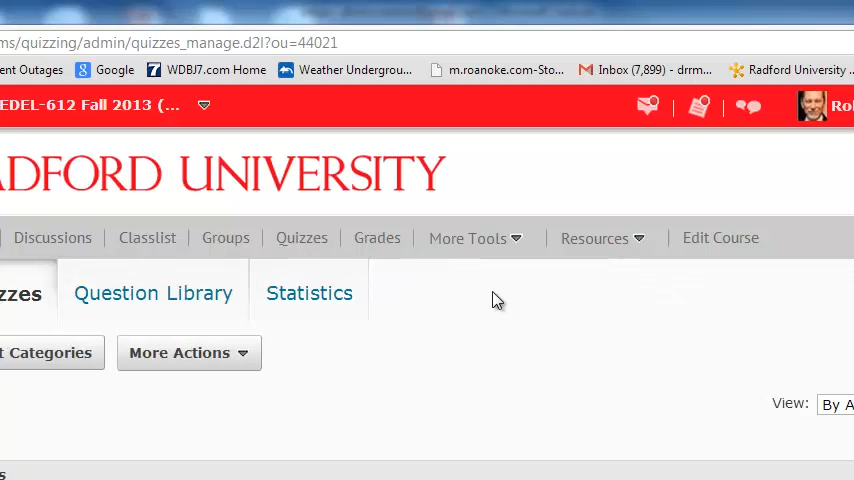 ms/quizzing/admin/quizzes_manage.d2l?ou=44021
ent Outages Google WDBJ7.com Home Weather Undergrou... m.roanoke.com-Sto... Inbox (7,899) - drrm... Radford University ...
EDEL-612 Fall 2013 (... Ro
ADFORD UNIVERSITY
Discussions Classlist Groups Quizzes Grades More Tools Resources Edit Course
zzes Question Library Statistics
t Categories More Actions
View: By A
s